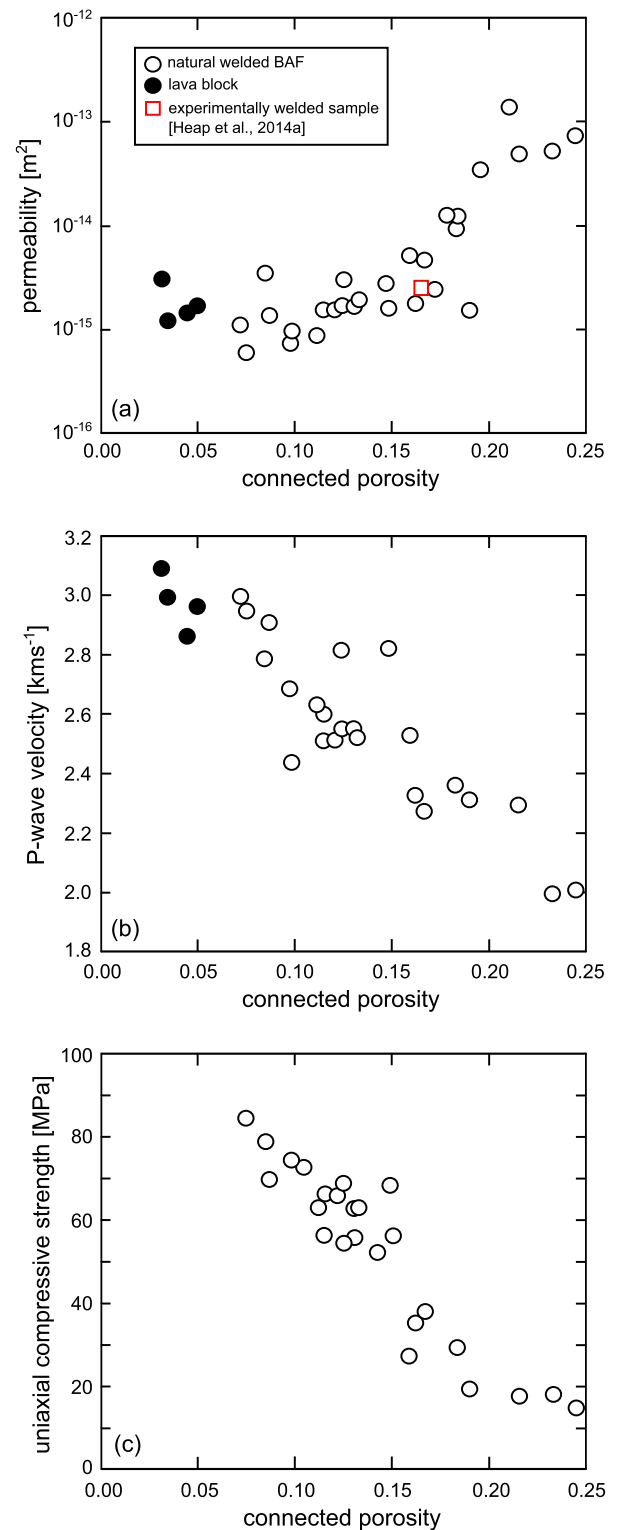 10-12
natural welded BAF
lava block
experimentally welded sample
[Heap et al., 2014a]
10-13
10-14
10-15
10-16
permeability [m2]
(a)
0.00 0.05 0.10 0.15 0.20 0.25
connected porosity
3.2
3.0
2.8
2.6
2.4
2.2
2.0
1.8
P-wave velocity [kms-1]
(b)
0.00 0.05 0.10 0.15 0.20 0.25
connected porosity
100
80
60
40
20
0
uniaxial compressive strength [MPa]
(c)
0.00 0.05 0.10 0.15 0.20 0.25
connected porosity